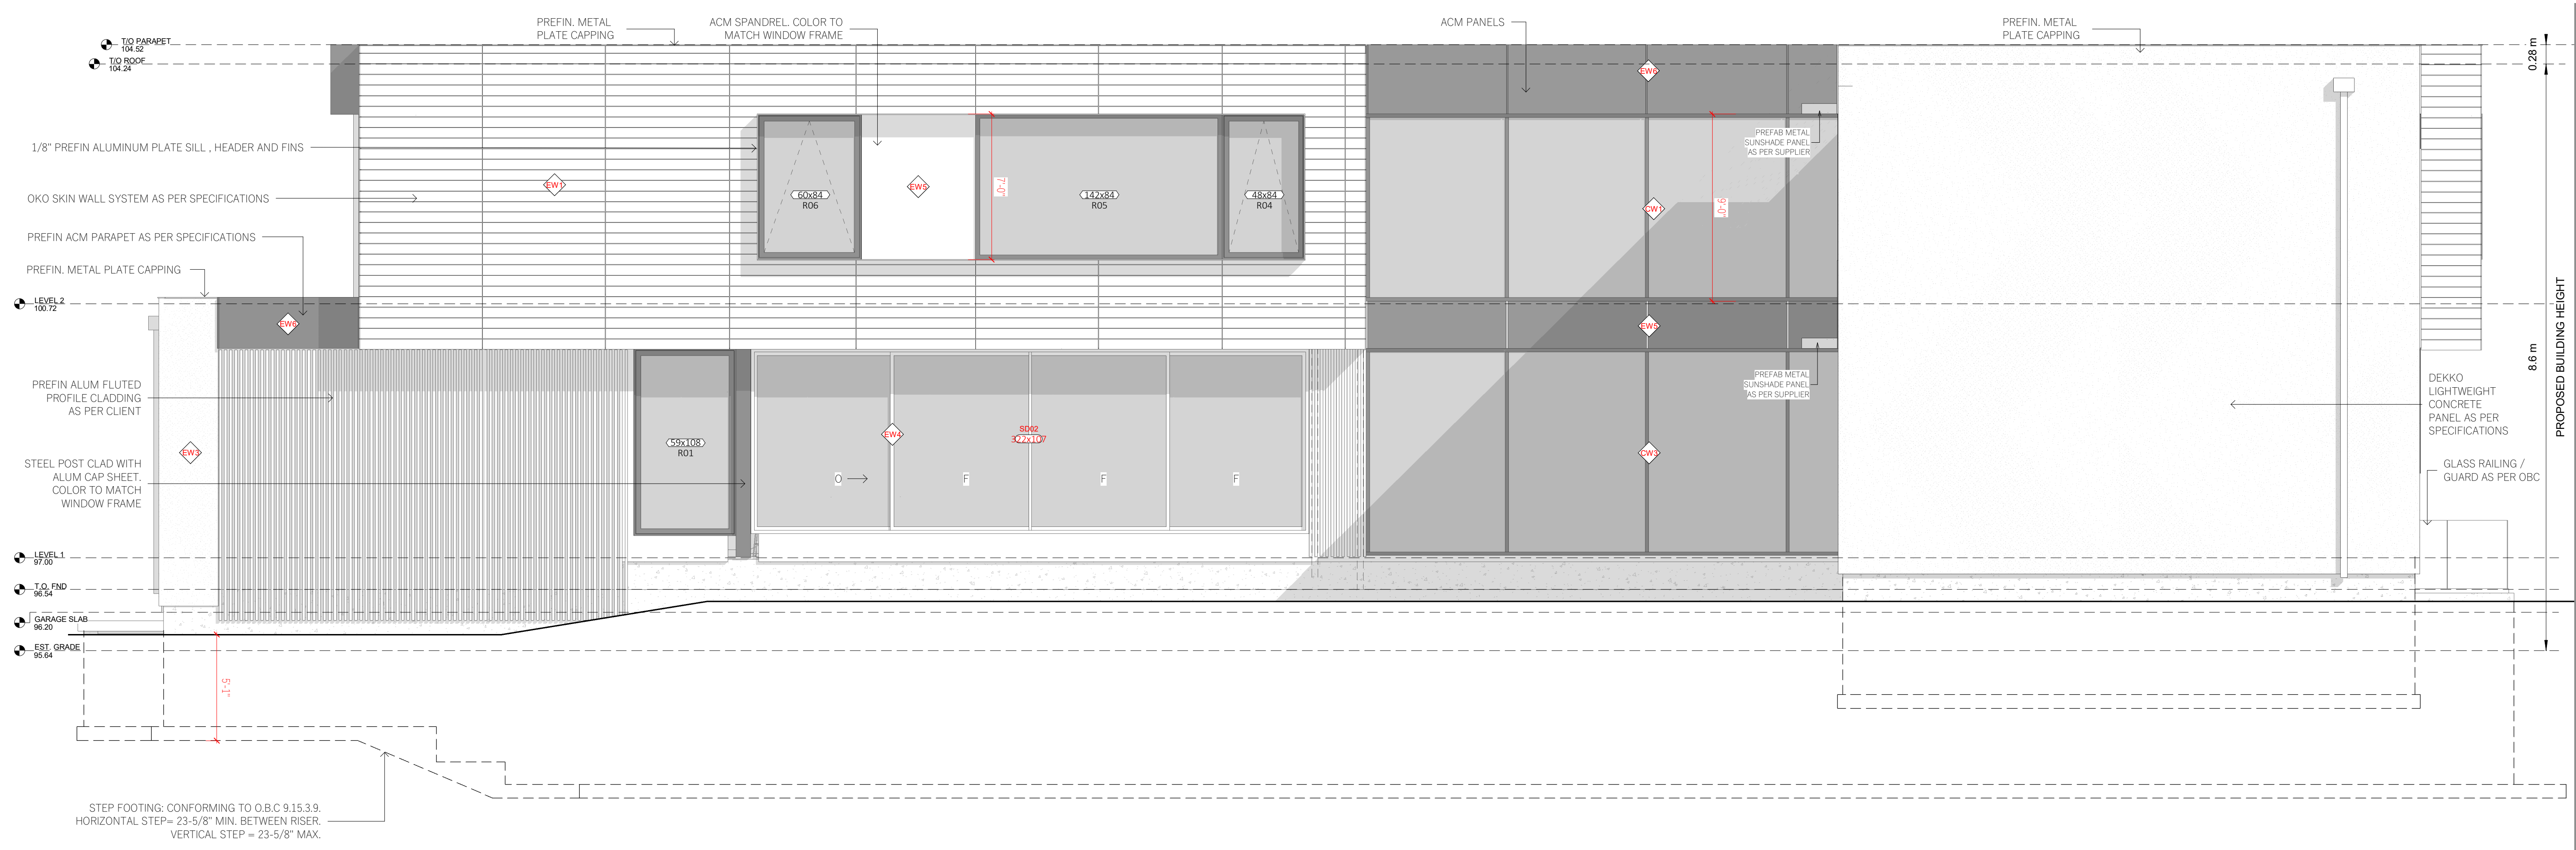 PREFIN. METAL
PLATE CAPPING
ACM SPANDREL. COLOR TO
MATCH WINDOW FRAME
ACM PANELS
PREFIN. METAL
PLATE CAPPING
T/O PARAPET
104.52
T/O ROOF
104.24
0.28 m
EW6
PREFAB METAL
SUNSHADE PANEL
AS PER SUPPLIER
1/8" PREFIN ALUMINUM PLATE SILL , HEADER AND FINS
EW1
EW5
7'-0"
60x84
R06
142x84
R05
48x84
R04
CW1
9'-0"
OKO SKIN WALL SYSTEM AS PER SPECIFICATIONS
PREFIN ACM PARAPET AS PER SPECIFICATIONS
PREFIN. METAL PLATE CAPPING
LEVEL 2
100.72
EW6
EW5
PREFAB METAL
SUNSHADE PANEL
AS PER SUPPLIER
8.6 m
PROPOSED BUILDING HEIGHT
PREFIN ALUM FLUTED
PROFILE CLADDING
AS PER CLIENT
DEKKO
LIGHTWEIGHT
CONCRETE
PANEL AS PER
SPECIFICATIONS
EW3
59x108
R01
EW4
SD02
322x107
CW3
STEEL POST CLAD WITH
ALUM CAP SHEET.
COLOR TO MATCH
WINDOW FRAME
O
F
F
F
GLASS RAILING /
GUARD AS PER OBC
LEVEL 1
97.00
T.O. FND
96.54
GARAGE SLAB
96.20
EST. GRADE
95.64
5'-1"
STEP FOOTING: CONFORMING TO O.B.C 9.15.3.9.
HORIZONTAL STEP= 23-5/8" MIN. BETWEEN RISER.
VERTICAL STEP = 23-5/8" MAX.